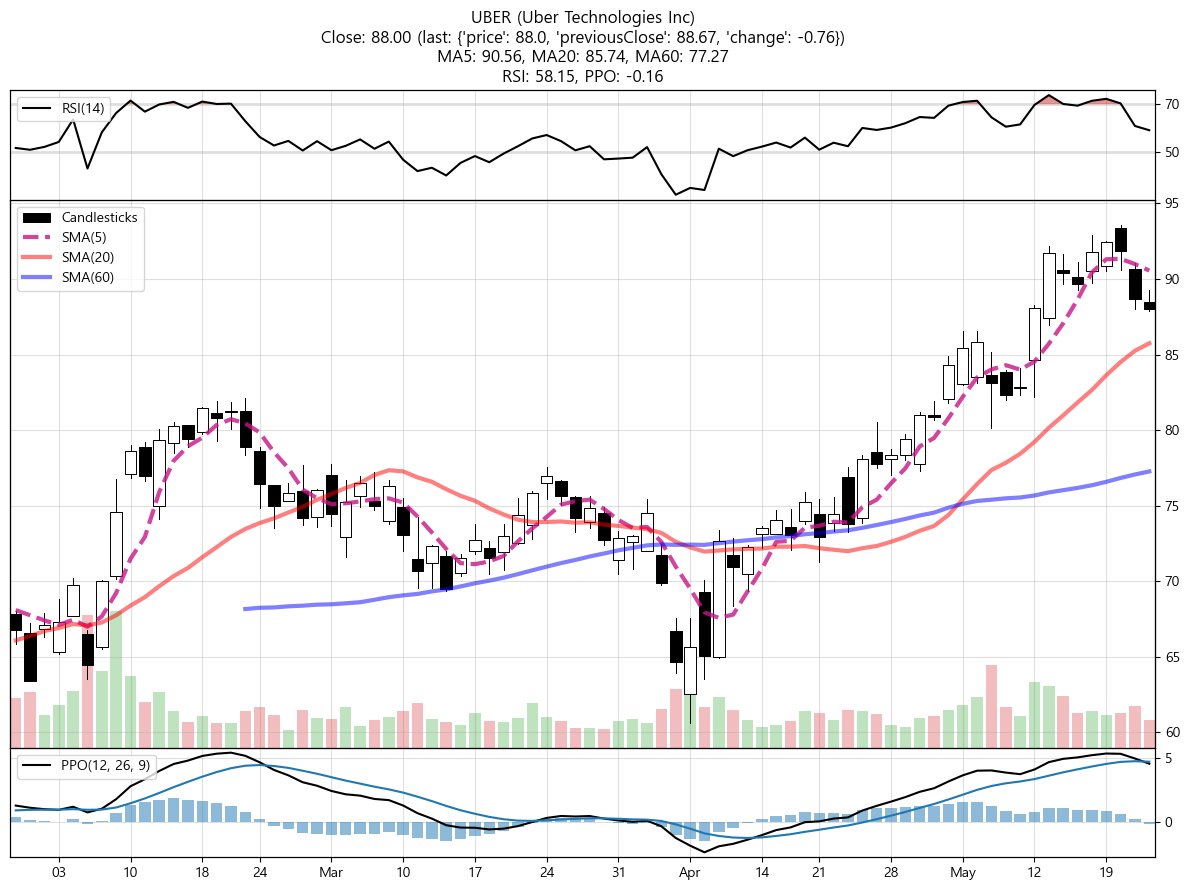 UBER (Uber Technologies Inc)
Close: 88.00 (last: {'price': 88.0, 'previousClose': 88.67, 'change': -0.76})
MA5: 90.56, MA20: 85.74, MA60: 77.27
RSI: 58.15, PPO: -0.16
RSI(14)
70
50
Candlesticks
SMA(5)
SMA(20)
SMA(60)
95
90
85
80
75
70
65
60
PPO(12, 26, 9)
5
0
03 10 18 24 Mar 10 17 24 31 Apr 14 21 28 May 12 19